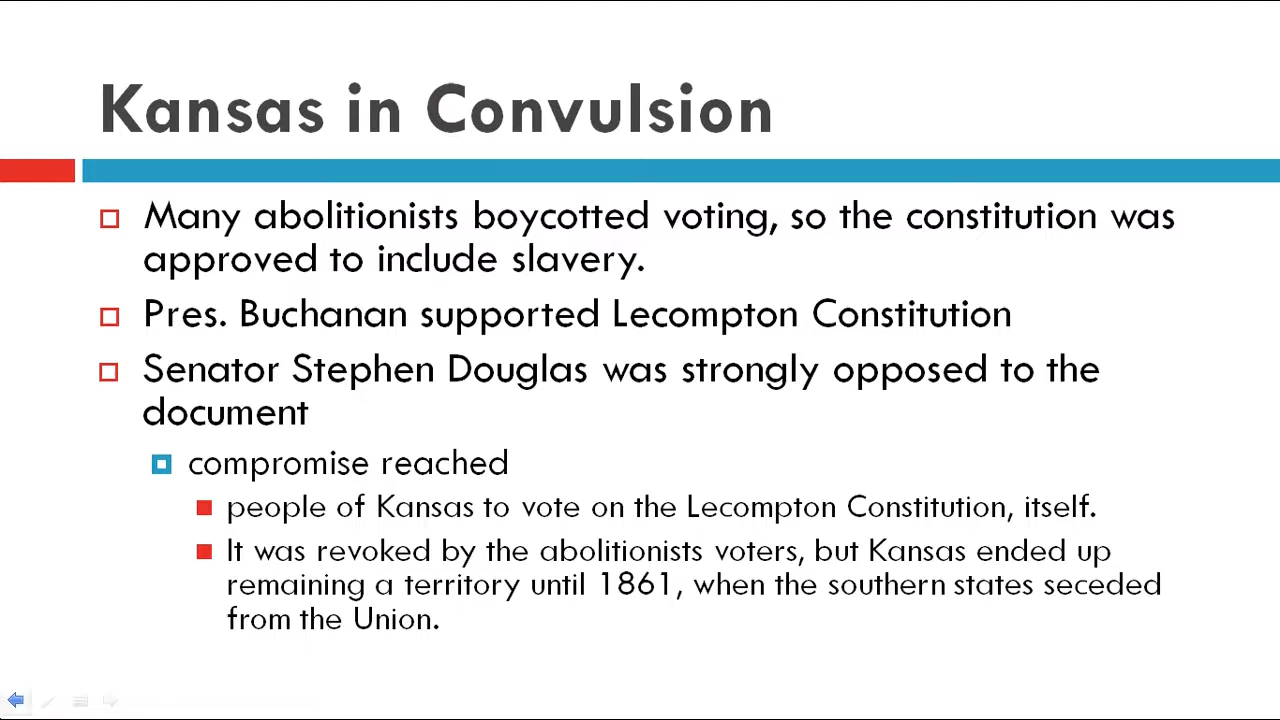 Kansas in Convulsion
Many abolitionists boycotted voting, so the constitution was
approved to include slavery.
Pres. Buchanan supported Lecompton Constitution
Senator Stephen Douglas was strongly opposed to the
document
compromise reached
people of Kansas to vote on the Lecompton Constitution, itself.
It was revoked by the abolitionists voters, but Kansas ended up
remaining a territory until 1861, when the southern states seceded
from the Union.